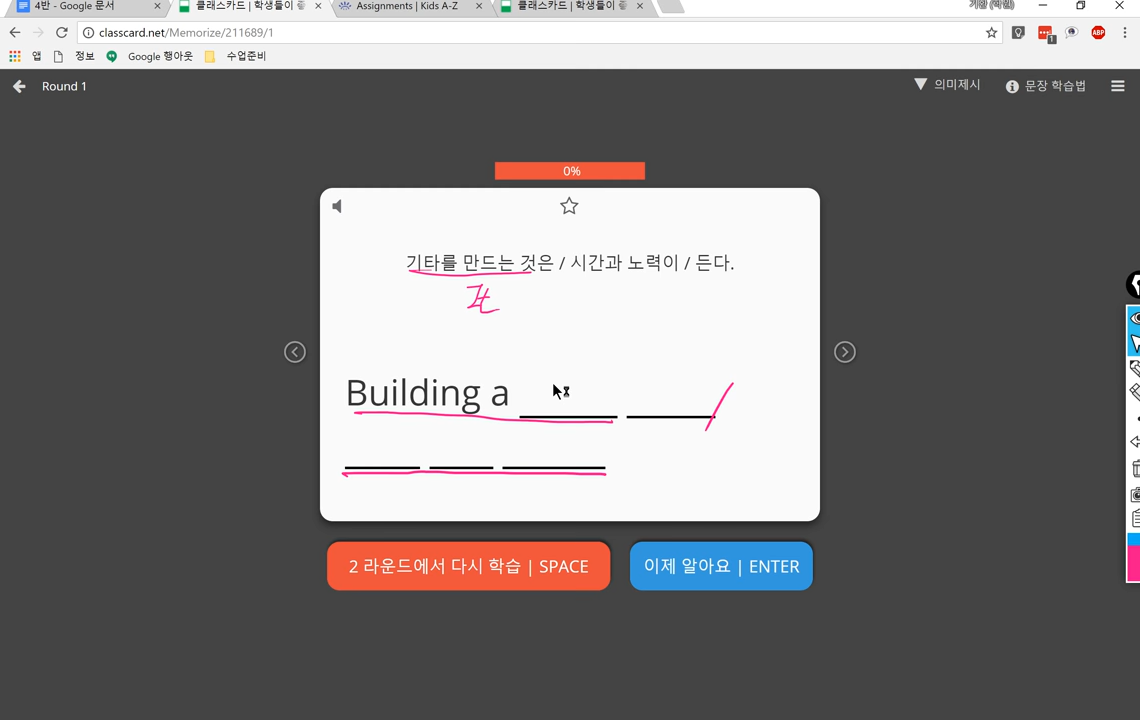 4반 - Google 문서
클래스카드 | 학생들이 좋
Assignments | Kids A-Z
클래스카드 | 학생들이 좋
classcard.net/Memorize/211689/1
앱
정보
Google 행아웃
수업준비
ABP
1
Round 1
의미제시
문장 학습법
0%
기타를 만드는 것은 / 시간과 노력이 / 든다.
Building a
2 라운드에서 다시 학습 | SPACE
이제 알아요 | ENTER